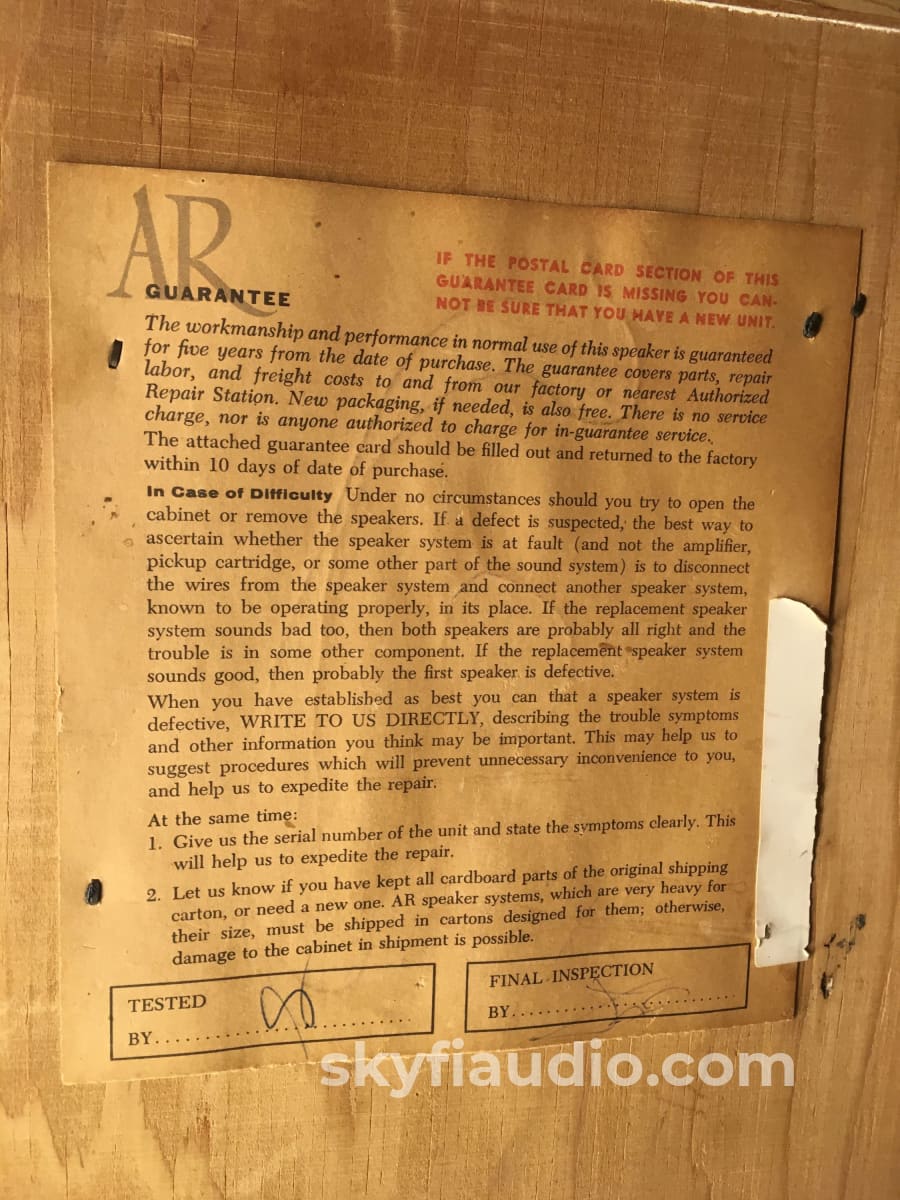 AR
GUARANTEE
IF THE POSTAL CARD SECTION OF THIS
GUARANTEE CARD IS MISSING YOU CAN-
NOT BE SURE THAT YOU HAVE A NEW UNIT.
The workmanship and performance in normal use of this speaker is guaranteed
for five years from the date of purchase. The guarantee covers parts, repair
labor, and freight costs to and from our factory or nearest Authorized
Repair Station. New packaging, if needed, is also free. There is no service
charge, nor is anyone authorized to charge for in-guarantee service.
The attached guarantee card should be filled out and returned to the factory
within 10 days of date of purchase.
In Case of Difficulty Under no circumstances should you try to open the
cabinet or remove the speakers. If a defect is suspected, the best way to
ascertain whether the speaker system is at fault (and not the amplifier,
pickup cartridge, or some other part of the sound system) is to disconnect
the wires from the speaker system and connect another speaker system,
known to be operating properly, in its place. If the replacement speaker
system sounds bad too, then both speakers are probably all right and the
trouble is in some other component. If the replacement speaker system
sounds good, then probably the first speaker is defective.
When you have established as best you can that a speaker system is
defective, WRITE TO US DIRECTLY, describing the trouble symptoms
and other information you think may be important. This may help us to
suggest procedures which will prevent unnecessary inconvenience to you,
and help us to expedite the repair.
At the same time:
1. Give us the serial number of the unit and state the symptoms clearly. This
will help us to expedite the repair.
2. Let us know if you have kept all cardboard parts of the original shipping
carton, or need a new one. AR speaker systems, which are very heavy for
their size, must be shipped in cartons designed for them; otherwise,
damage to the cabinet in shipment is possible.
TESTED
BY
FINAL INSPECTION
BY
skyfiaudio.com